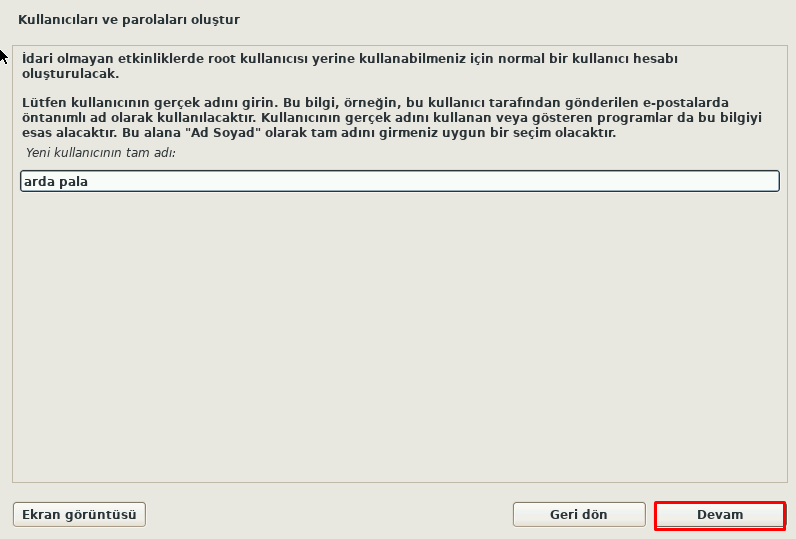 Kullanıcıları ve parolaları oluştur
İdari olmayan etkinliklerde root kullanıcısı yerine kullanabilmeniz için normal bir kullanıcı hesabı
oluşturulacak.
Lütfen kullanıcının gerçek adını girin. Bu bilgi, örneğin, bu kullanıcı tarafından gönderilen e-postalarda
öntanımlı ad olarak kullanılacaktır. Kullanıcının gerçek adını kullanan veya gösteren programlar da bu bilgiyi
esas alacaktır. Bu alana "Ad Soyad" olarak tam adını girmeniz uygun bir seçim olacaktır.
Yeni kullanıcının tam adı:
arda pala
Ekran görüntüsü
Geri dön
Devam